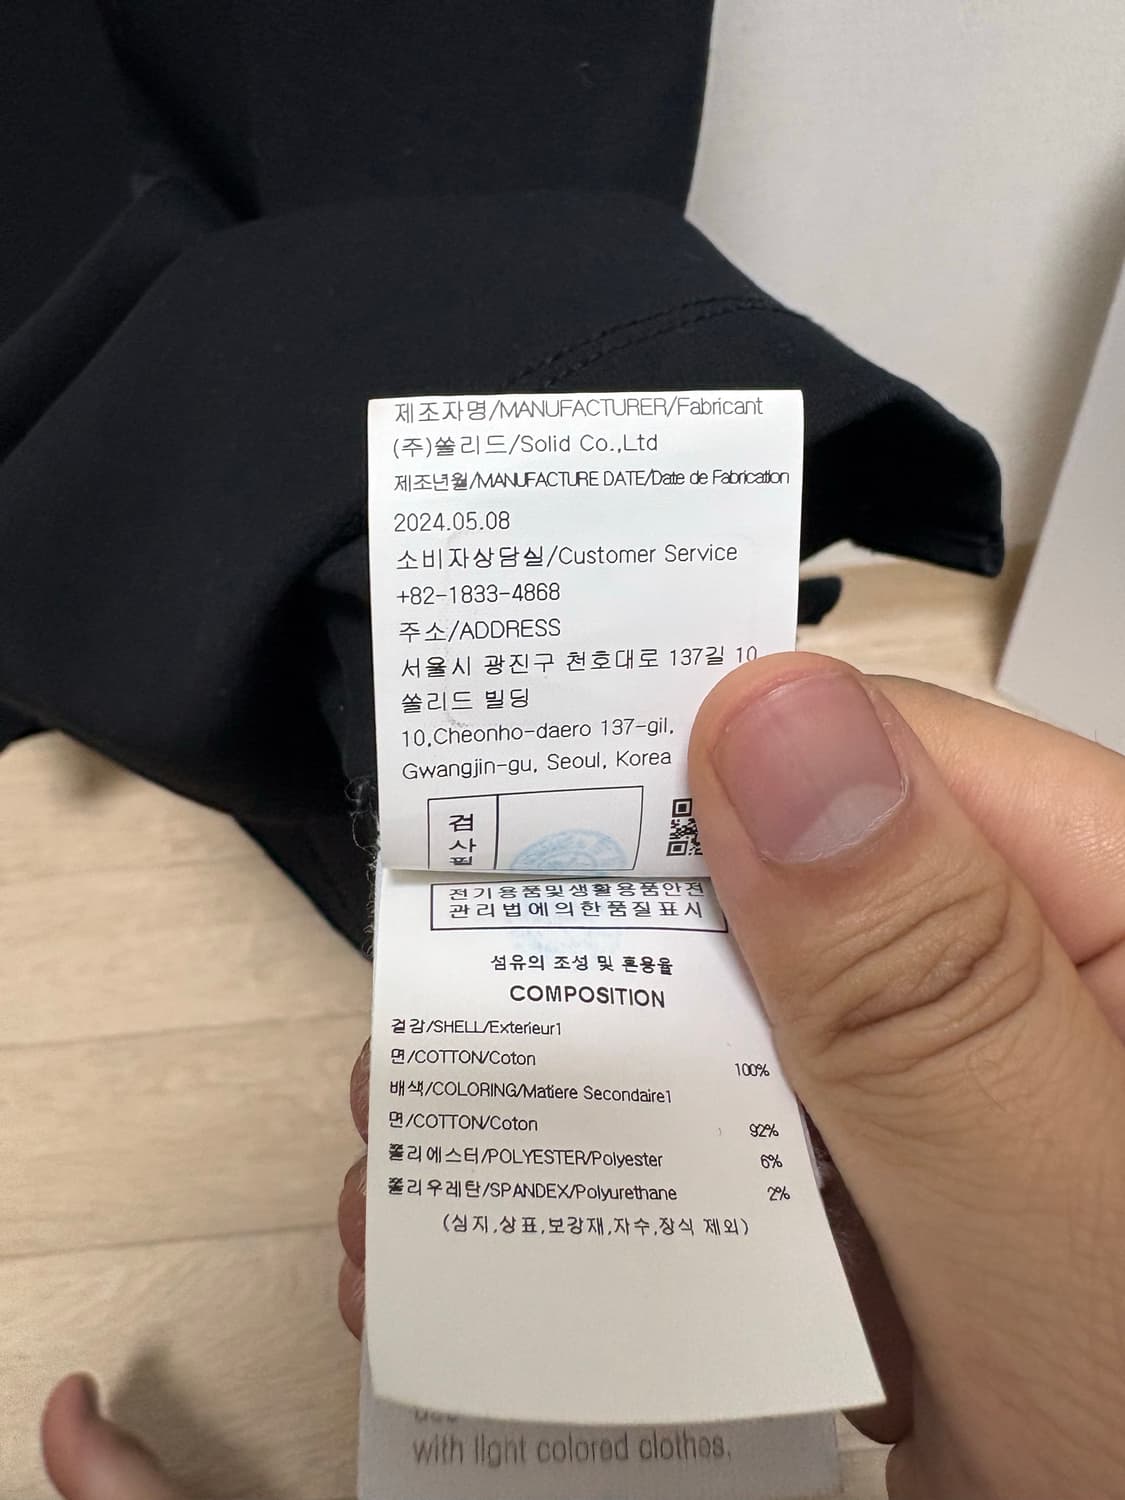 제조자명/MANUFACTURER/Fabricant
(주)쏠리드/Solid Co.,Ltd
제조년월/MANUFACTURE DATE/Date de Fabrication
2024.05.08
소비자상담실/Customer Service
+82-1833-4868
주소/ADDRESS
서울시 광진구 천호대로 137길 10
쏠리드 빌딩
10,Cheonho-daero 137-gil,
Gwangjin-gu, Seoul, Korea
검
사
필
전기용품및생활용품안전
관리법에의한품질표시
섬유의 조성 및 혼용율
COMPOSITION
겉감/SHELL/Exterieur1
면/COTTON/Coton 100%
배색/COLORING/Matiere Secondaire1
면/COTTON/Coton 92%
폴리에스터/POLYESTER/Polyester 6%
폴리우레탄/SPANDEX/Polyurethane 2%
(심지,상표,보강재,자수,장식 제외)
with light colored clothes.